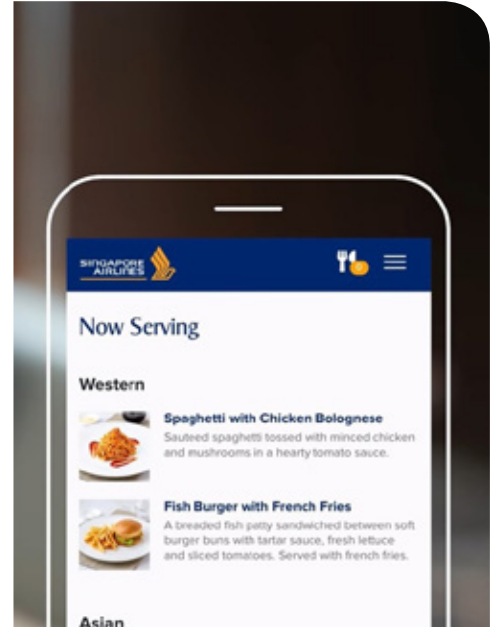 SINGAPORE
AIRLINES
Now Serving
Western
Spaghetti with Chicken Bolognese
Sauteed spaghetti tossed with minced chicken
and mushrooms in a hearty tomato sauce.
Fish Burger with French Fries
A breaded fish patty sandwiched between soft
burger buns with tartar sauce, fresh lettuce
and sliced tomatoes. Served with french fries.
Asian